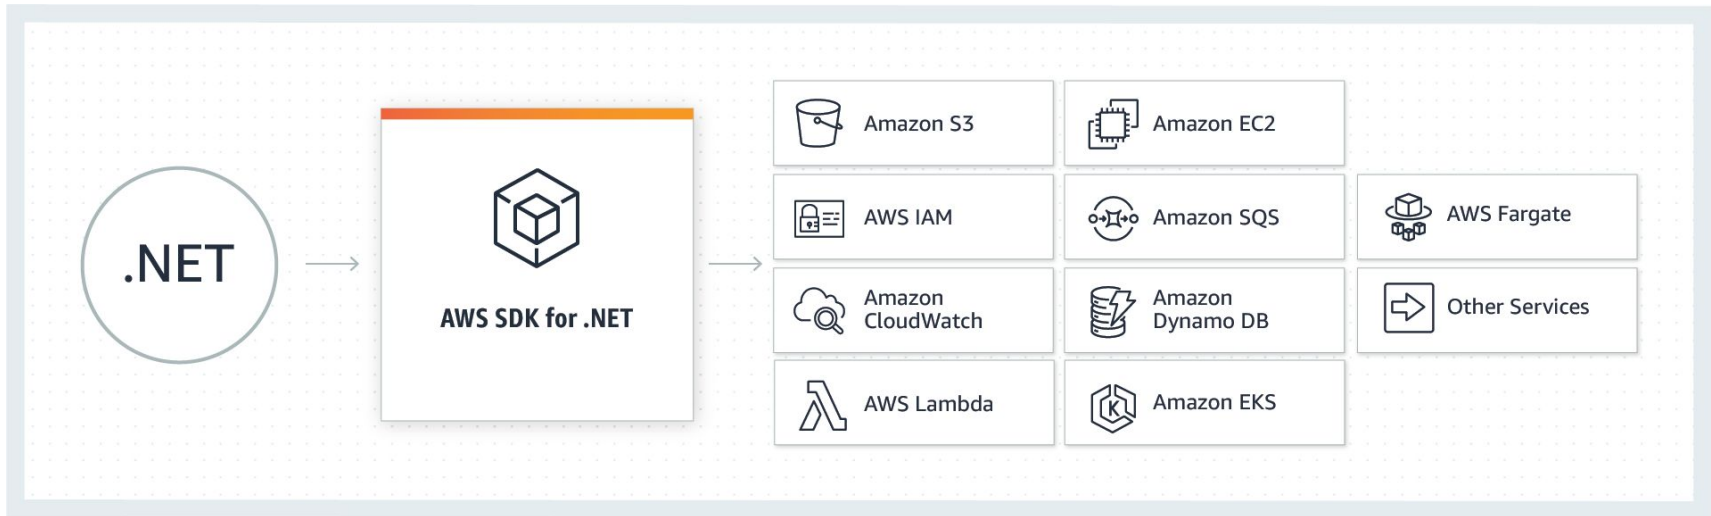 .NET
AWS SDK for .NET
Amazon S3
Amazon EC2
AWS IAM
Amazon SQS
AWS Fargate
Amazon
CloudWatch
Amazon
Dynamo DB
Other Services
AWS Lambda
Amazon EKS
K